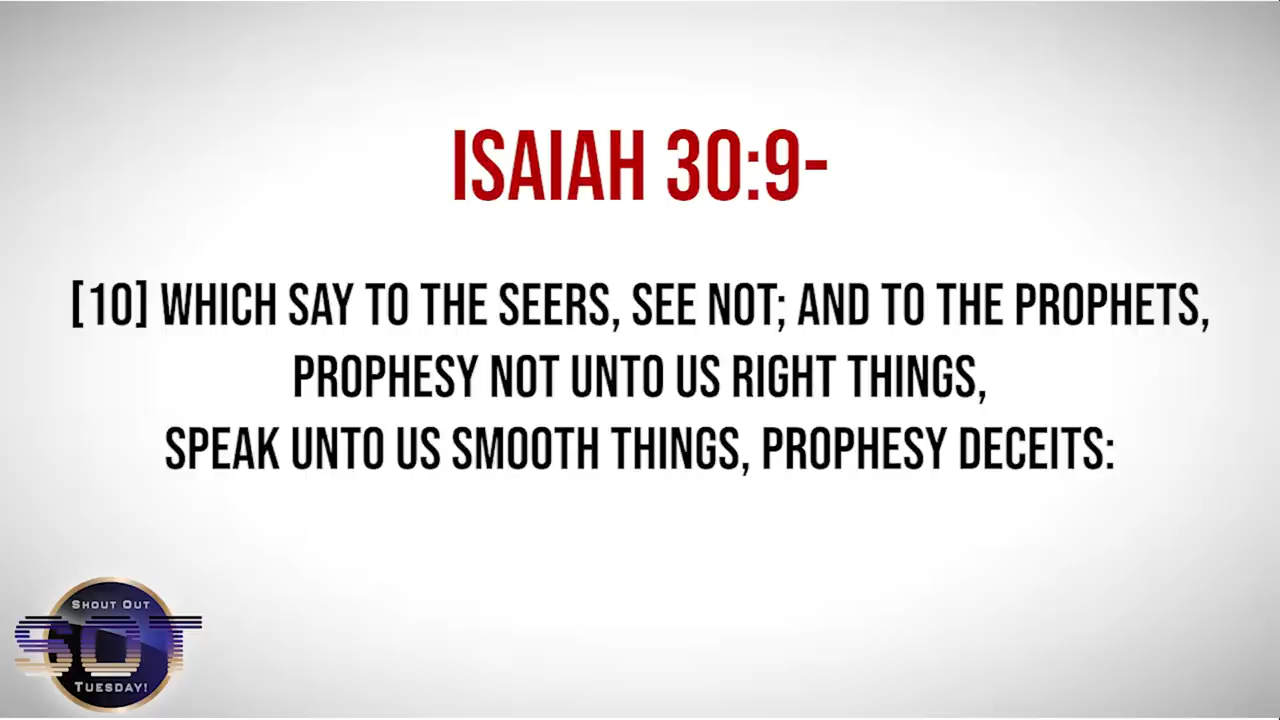 ISAIAH 30:9-
[10] WHICH SAY TO THE SEERS, SEE NOT; AND TO THE PROPHETS,
PROPHESY NOT UNTO US RIGHT THINGS,
SPEAK UNTO US SMOOTH THINGS, PROPHESY DECEITS:
SHOUT OUT
SOT
TUESDAY!